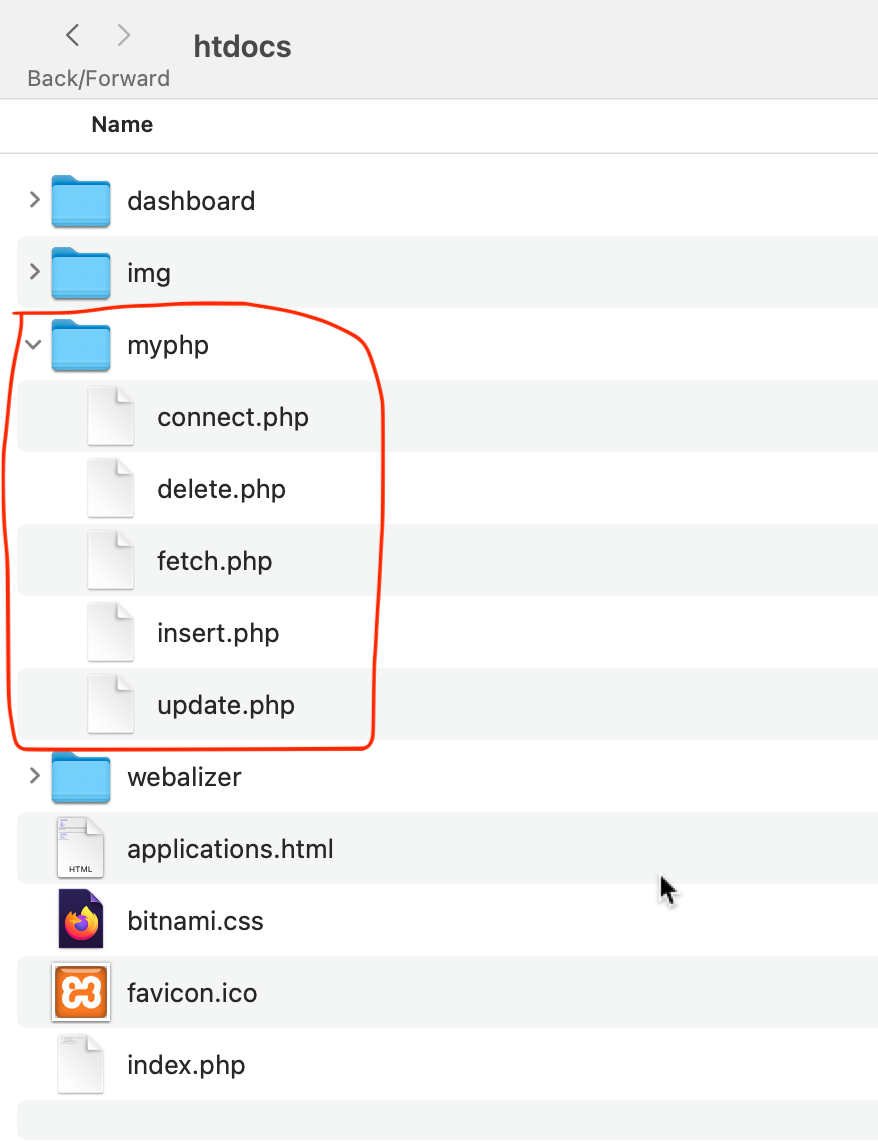 htdocs
Back/Forward
Name
dashboard
img
myphp
connect.php
delete.php
fetch.php
insert.php
update.php
webalizer
applications.html
HTML
bitnami.css
favicon.ico
index.php